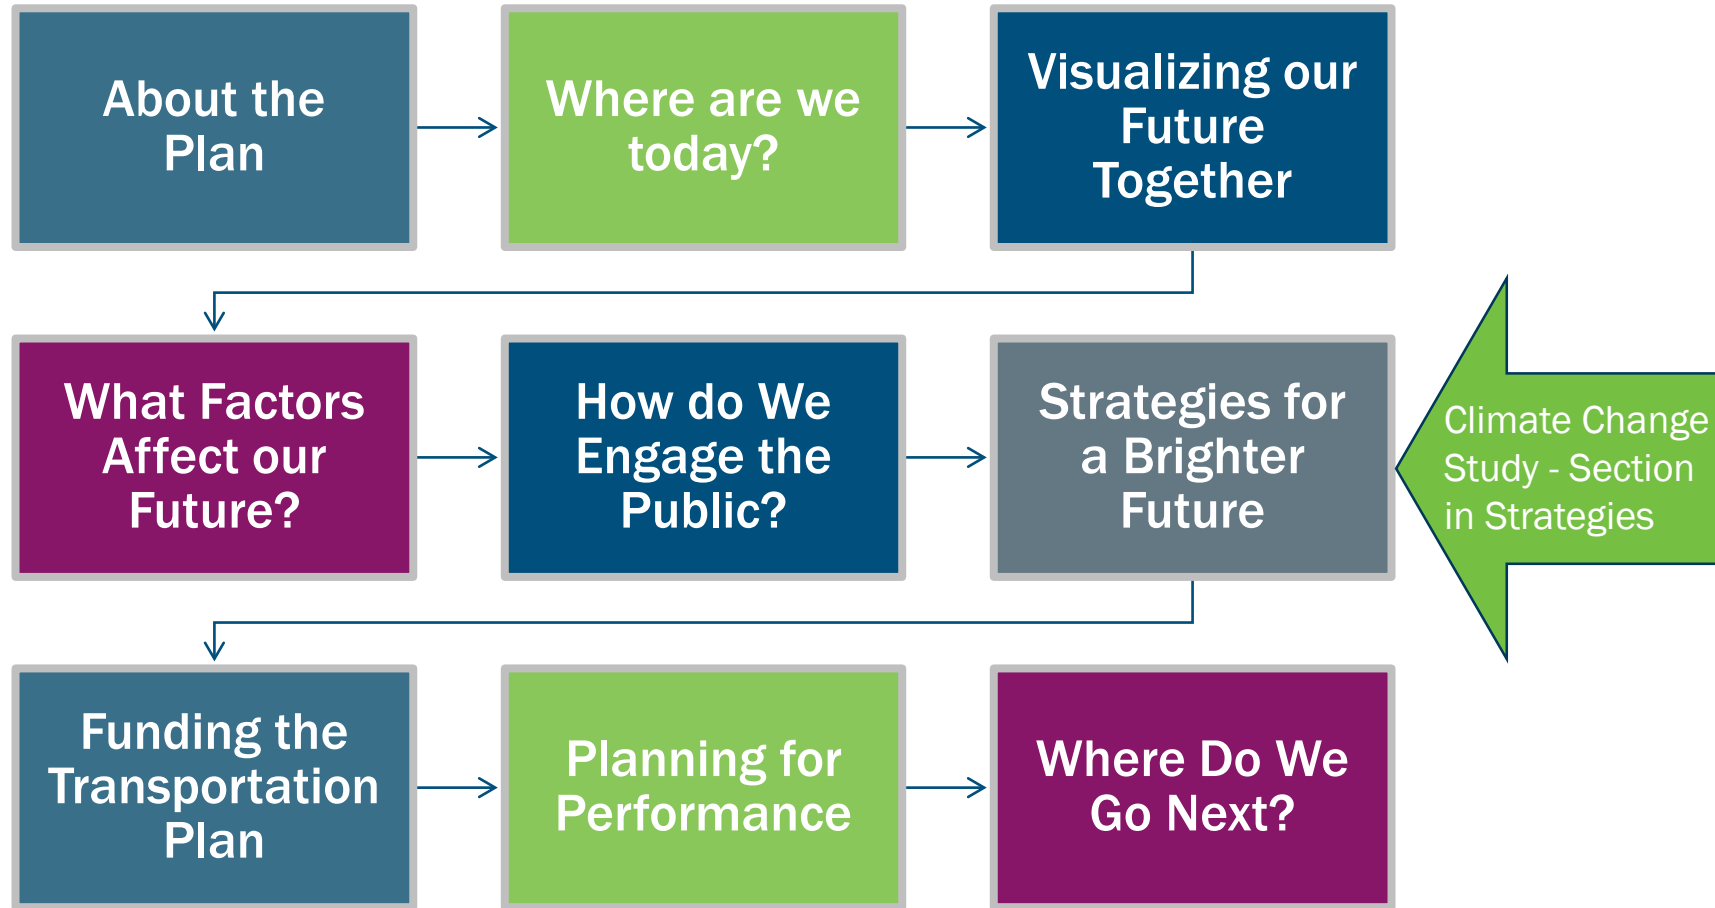 About the
Plan
Where are we
today?
Visualizing our
Future
Together
What Factors
Affect our
Future?
How do We
Engage the
Public?
Strategies for
a Brighter
Future
Climate Change
Study - Section
in Strategies
Funding the
Transportation
Plan
Planning for
Performance
Where Do We
Go Next?